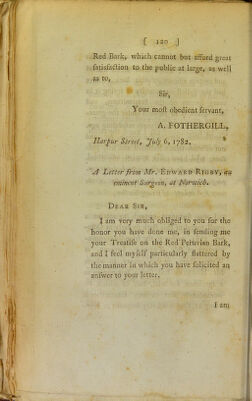 [ 120 ]
Red Bark, which cannot but afford great
ſatisfaction to the public at large, as well
as to,
Sir,
Your moſt obedient ſervant,
A. FOTHERGILL.
Harpur Street, July 6, 1782.
A Letter from Mr. EDWARD RIGBY, an
eminent Surgeon, at Norwich.
DEAR SIR,
I am very much obliged to you for the
honor you have done me, in ſending me
your Treatiſe on the Red Peruvian Bark,
and I feel myſelf particularly flattered by
the manner in which you have ſolicited an
anſwer to your letter.
I am